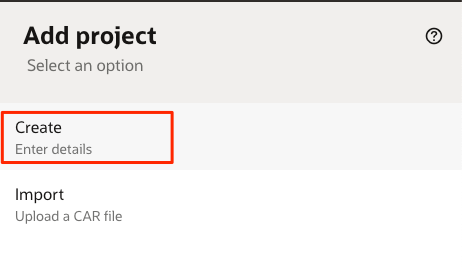 Add project
Select an option
Create
Enter details
Import
Upload a CAR file